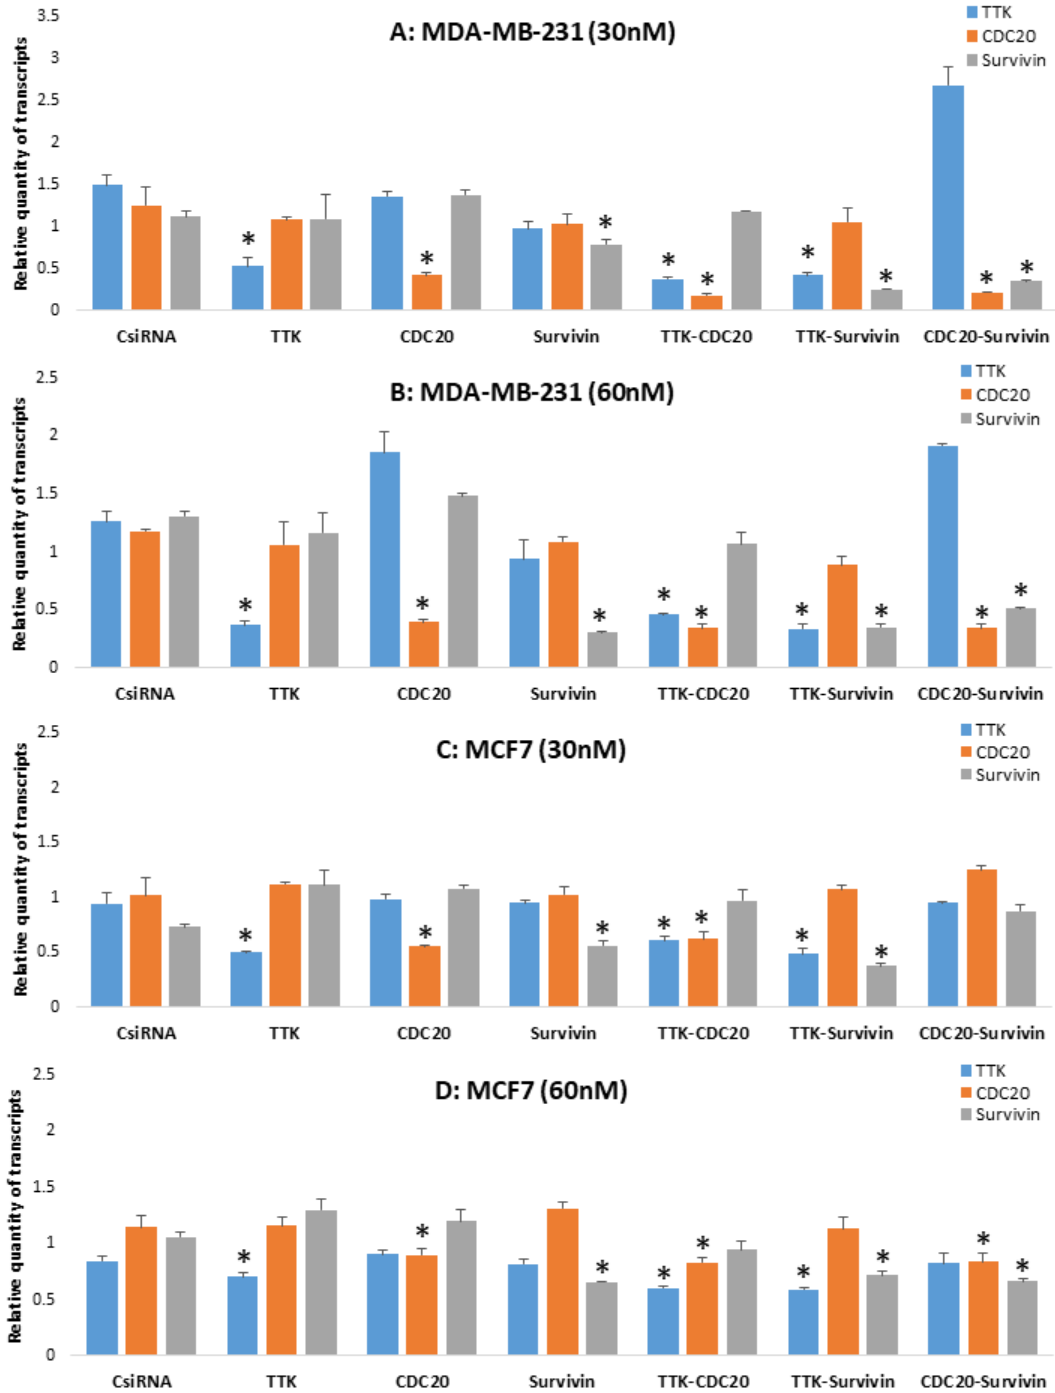 A: MDA-MB-231 (30nM)
TTK
CDC20
Survivin
Relative quantity of transcripts
3.5
3
2.5
2
1.5
1
0.5
0
* * * * * * * * *
CsiRNA TTK CDC20 Survivin TTK-CDC20 TTK-Survivin CDC20-Survivin
B: MDA-MB-231 (60nM)
TTK
CDC20
Survivin
Relative quantity of transcripts
2.5
2
1.5
1
0.5
0
* * * * * * * * *
CsiRNA TTK CDC20 Survivin TTK-CDC20 TTK-Survivin CDC20-Survivin
C: MCF7 (30nM)
TTK
CDC20
Survivin
Relative quantity of transcripts
2.5
2
1.5
1
0.5
0
* * * * * * *
CsiRNA TTK CDC20 Survivin TTK-CDC20 TTK-Survivin CDC20-Survivin
D: MCF7 (60nM)
TTK
CDC20
Survivin
Relative quantity of transcripts
2.5
2
1.5
1
0.5
0
* * * * * * * * *
CsiRNA TTK CDC20 Survivin TTK-CDC20 TTK-Survivin CDC20-Survivin